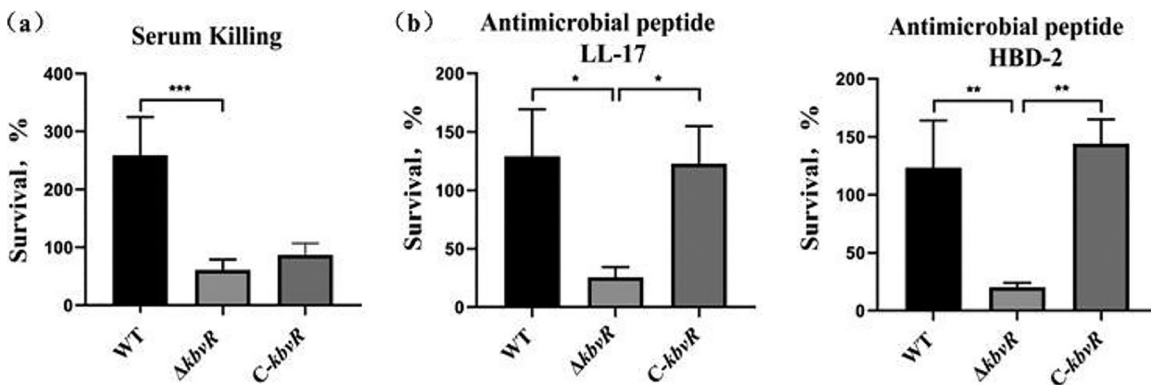 (a)
Serum Killing
Survival, %
400
300
200
100
0
***
WT
ΔkbvR
C-kbvR
(b)
Antimicrobial peptide
LL-17
Survival, %
200
150
100
50
0
*
*
WT
ΔkbvR
C-kbvR
Antimicrobial peptide
HBD-2
Survival, %
200
150
100
50
0
**
**
WT
ΔkbvR
C-kbvR